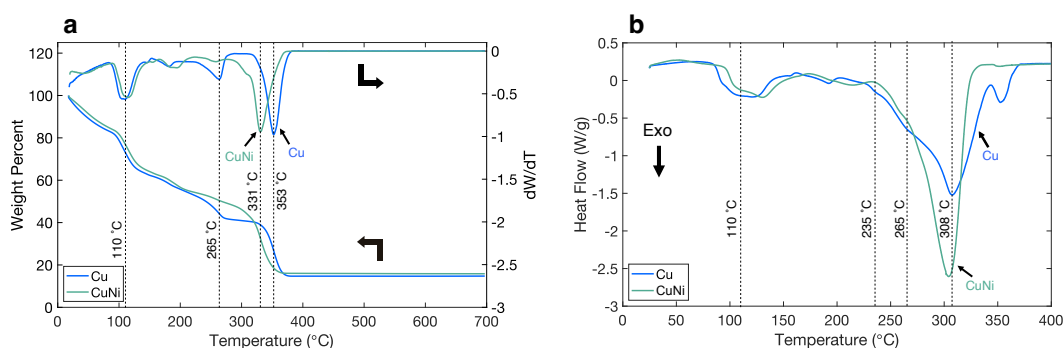 a
120
100
80
60
40
20
0
Weight Percent
0
-0.5
-1
-1.5
-2
-2.5
-3
dW/dT
CuNi
Cu
110 ˚C
265 ˚C
331 ˚C
353 ˚C
Cu
CuNi
0
100
200
300
400
500
600
700
Temperature (°C)
b
0.5
0
-0.5
-1
-1.5
-2
-2.5
-3
Heat Flow (W/g)
Exo
110 ˚C
235 ˚C
265 ˚C
308 ˚C
Cu
CuNi
Cu
CuNi
0
50
100
150
200
250
300
350
400
Temperature (°C)